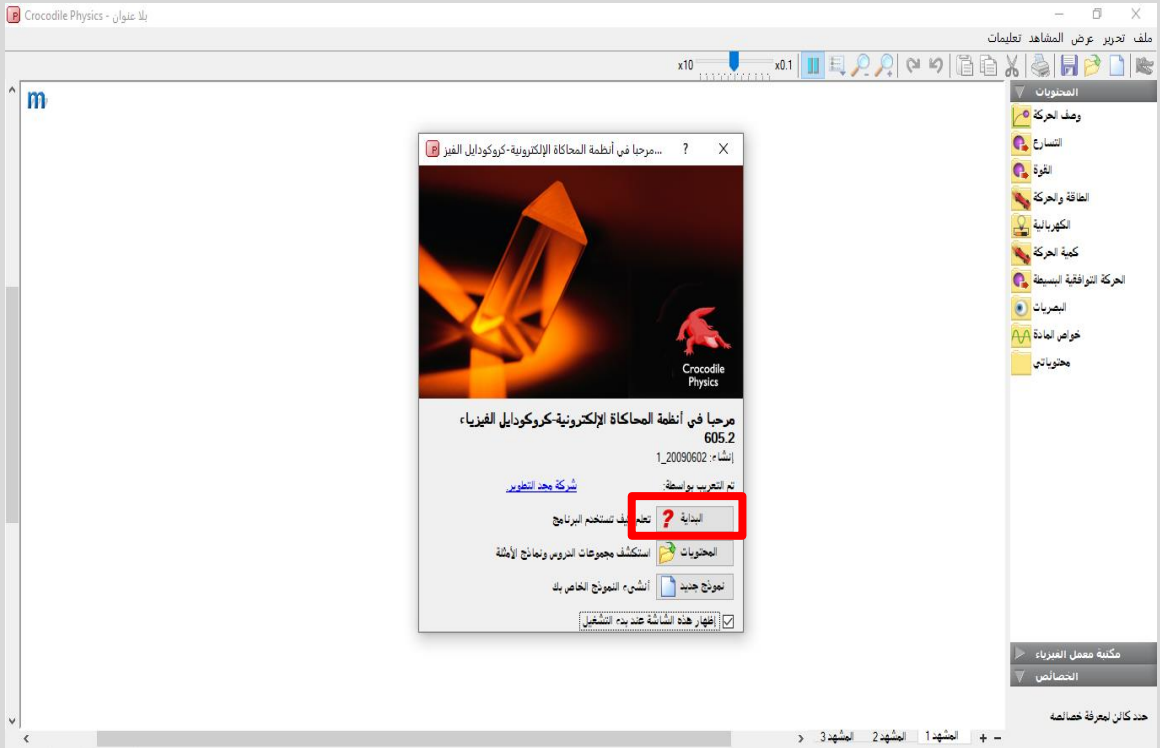 بلا عنوان - Crocodile Physics
ملف تحرير عرض المشاهد تعليمات
x10
x0.1
m
المحتويات
وصف الحركة
التسارع
القوة
الطاقة والحركة
الكهربائية
كمية الحركة
الحركة التوافقية البسيطة
البصريات
خواص المادة
محتوياتي
مرحبا في أنظمة المحاكاة الإلكترونية-كروكودايل الفيز...
Crocodile
Physics
مرحبا في أنظمة المحاكاة الإلكترونية-كروكودايل الفيزياء
605.2
إنشاء: 20090602_1
تم التعريب بواسطة: شركة مجد التطوير.
البداية ? تعلم كيف تستخدم البرنامج
المحتويات استكشف مجموعات الدروس ونماذج الأمثلة
نموذج جديد أنشىء النموذج الخاص بك
إظهار هذه الشاشة عند بدء التشغيل
مكتبة معمل الفيزياء
الخصائص
حدد كائن لمعرفة خصائصه
المشهد 1 المشهد 2 المشهد 3